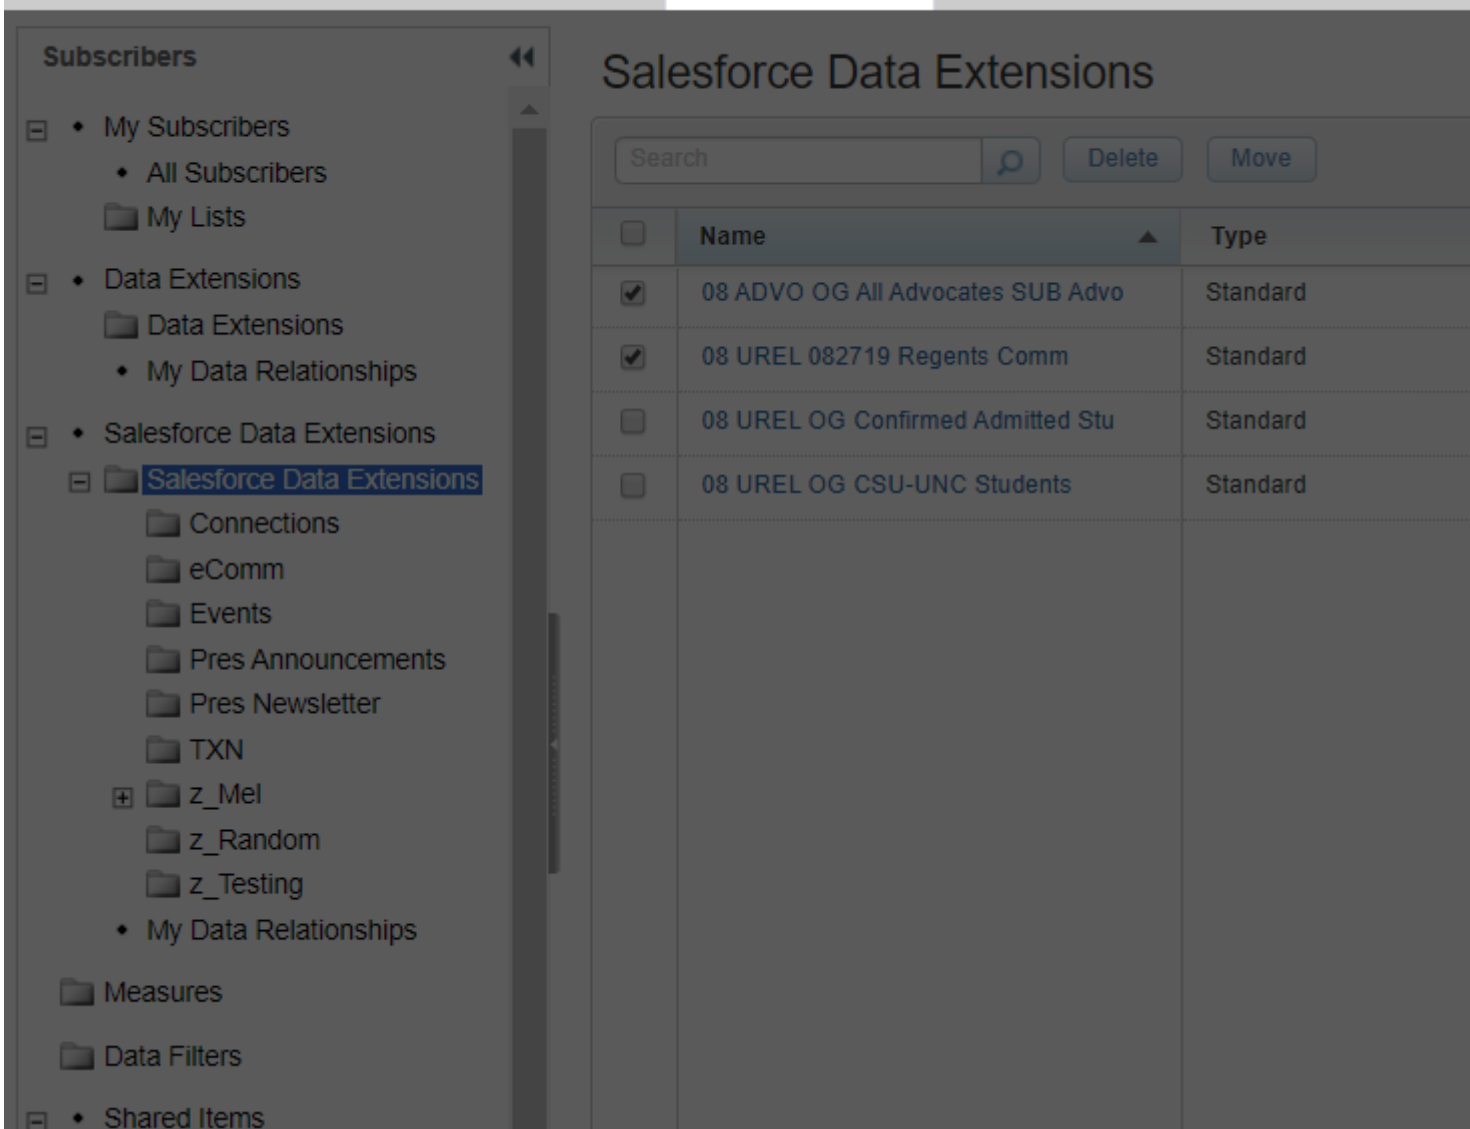 Subscribers
My Subscribers
All Subscribers
My Lists
Data Extensions
Data Extensions
My Data Relationships
Salesforce Data Extensions
Salesforce Data Extensions
Connections
eComm
Events
Pres Announcements
Pres Newsletter
TXN
z_Mel
z_Random
z_Testing
My Data Relationships
Measures
Data Filters
Shared Items
Salesforce Data Extensions
Search Delete Move
Name Type
08 ADVO OG All Advocates SUB Advo Standard
08 UREL 082719 Regents Comm Standard
08 UREL OG Confirmed Admitted Stu Standard
08 UREL OG CSU-UNC Students Standard